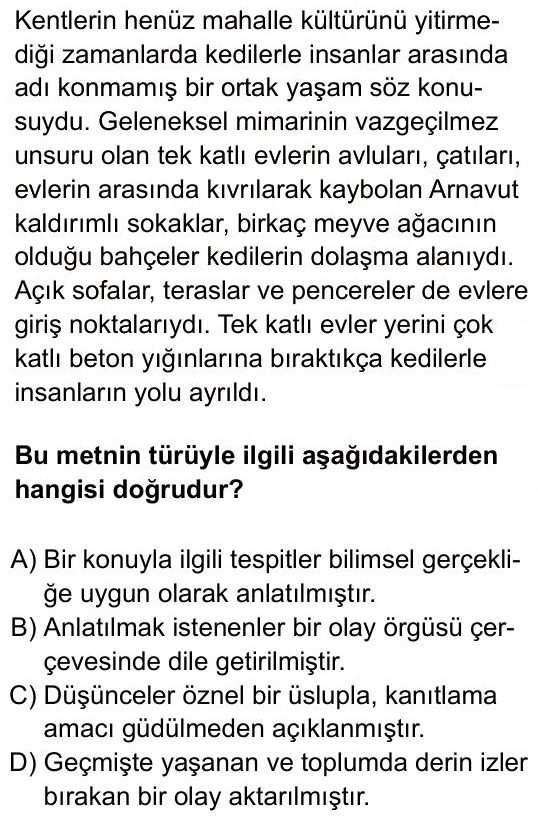 Kentlerin henüz mahalle kültürünü yitirme-
diği zamanlarda kedilerle insanlar arasında
adı konmamış bir ortak yaşam söz konu-
suydu. Geleneksel mimarinin vazgeçilmez
unsuru olan tek katlı evlerin avluları, çatıları,
evlerin arasında kıvrılarak kaybolan Arnavut
kaldırımlı sokaklar, birkaç meyve ağacının
olduğu bahçeler kedilerin dolaşma alanıydı.
Açık sofalar, teraslar ve pencereler de evlere
giriş noktalarıydı. Tek katlı evler yerini çok
katlı beton yığınlarına bıraktıkça kedilerle
insanların yolu ayrıldı.
Bu metnin türüyle ilgili aşağıdakilerden
hangisi doğrudur?
A) Bir konuyla ilgili tespitler bilimsel gerçekli-
ğe uygun olarak anlatılmıştır.
B) Anlatılmak istenenler bir olay örgüsü çer-
çevesinde dile getirilmiştir.
C) Düşünceler öznel bir üslupla, kanıtlama
amacı güdülmeden açıklanmıştır.
D) Geçmişte yaşanan ve toplumda derin izler
bırakan bir olay aktarılmıştır.